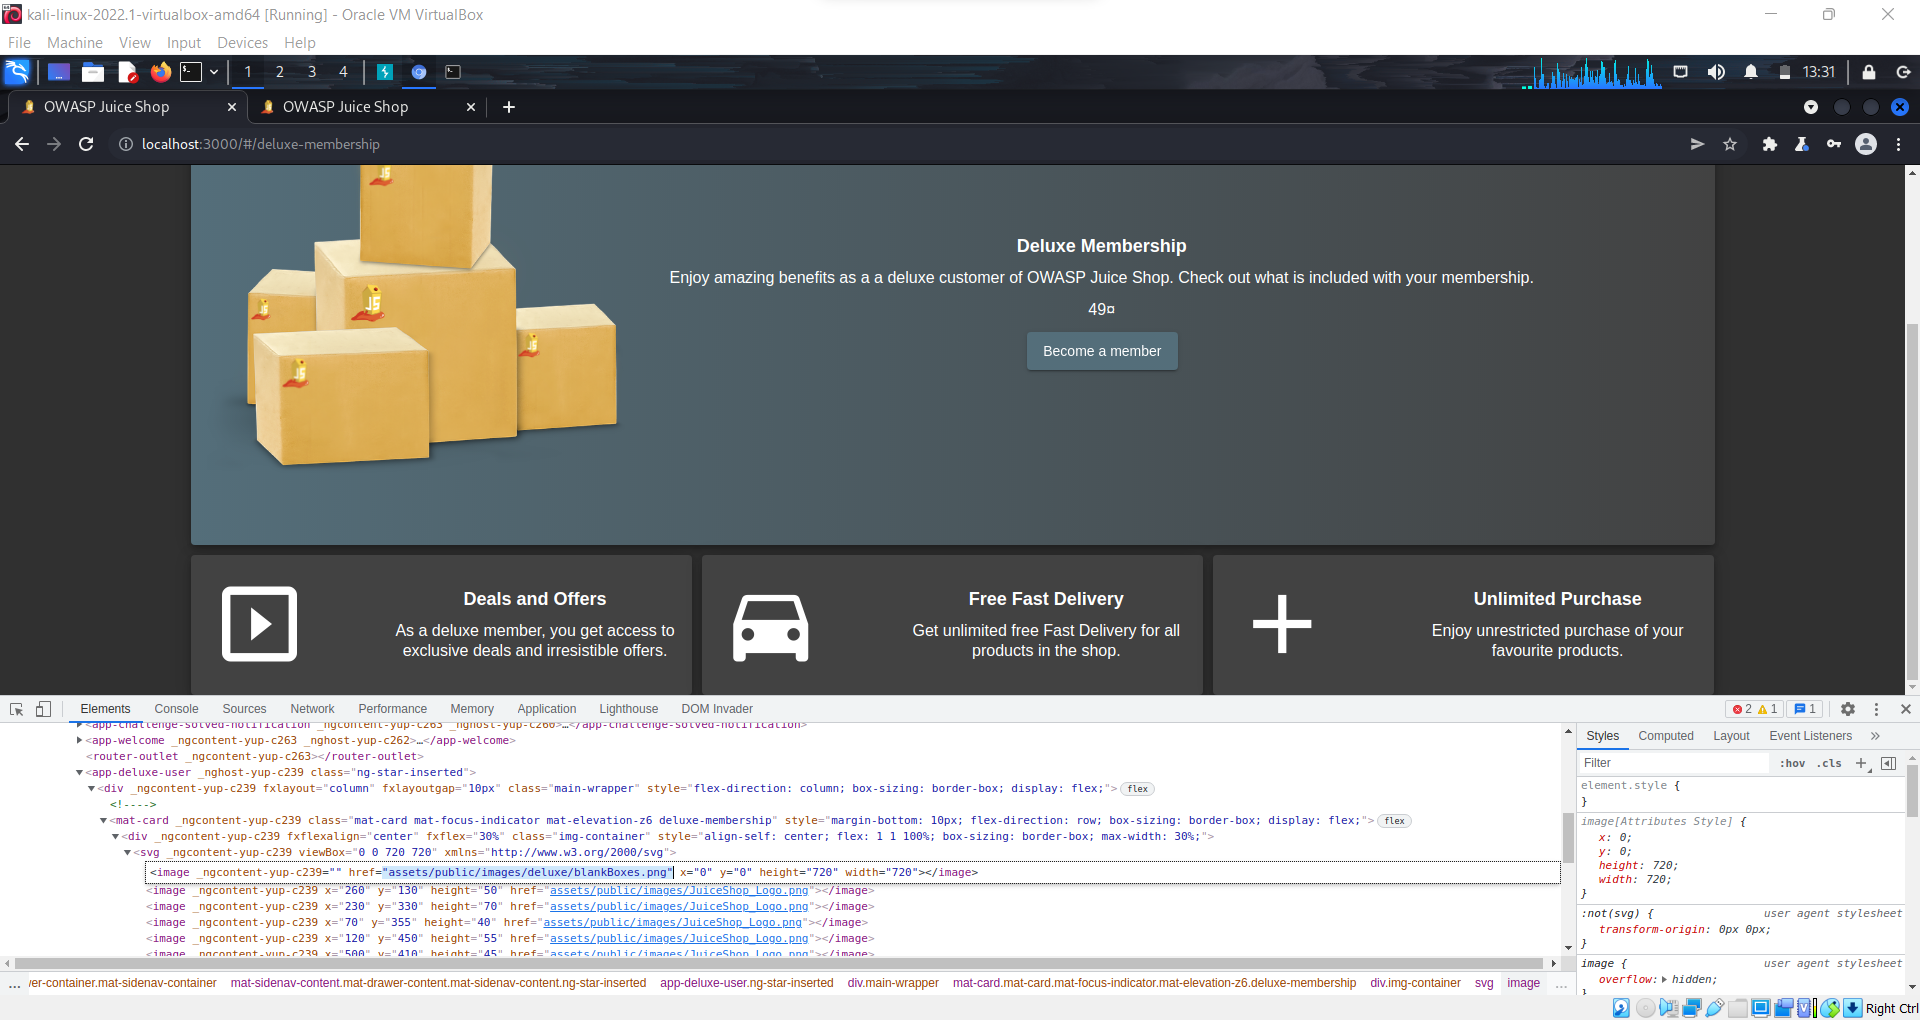 kali-linux-2022.1-virtualbox-amd64 [Running] - Oracle VM VirtualBox
File Machine View Input Devices Help
1 2 3 4 13:31
OWASP Juice Shop OWASP Juice Shop
localhost:3000/#/deluxe-membership
Deluxe Membership
Enjoy amazing benefits as a a deluxe customer of OWASP Juice Shop. Check out what is included with your membership.
49¤
Become a member
Deals and Offers
As a deluxe member, you get access to
exclusive deals and irresistible offers.
Free Fast Delivery
Get unlimited free Fast Delivery for all
products in the shop.
Unlimited Purchase
Enjoy unrestricted purchase of your
favourite products.
Elements Console Sources Network Performance Memory Application Lighthouse DOM Invader 2 1 1
<app-challenge-solved-notification _ngcontent-yup-c263 _nghost-yup-c260>…</app-challenge-solved-notification>
<app-welcome _ngcontent-yup-c263 _nghost-yup-c262>…</app-welcome>
<router-outlet _ngcontent-yup-c263></router-outlet>
<app-deluxe-user _nghost-yup-c239 class="ng-star-inserted">
<div _ngcontent-yup-c239 fxlayout="column" fxlayoutgap="10px" class="main-wrapper" style="flex-direction: column; box-sizing: border-box; display: flex;"> flex
<!---->
<mat-card _ngcontent-yup-c239 class="mat-card mat-focus-indicator mat-elevation-z6 deluxe-membership" style="margin-bottom: 10px; flex-direction: row; box-sizing: border-box; display: flex;"> flex
<div _ngcontent-yup-c239 fxflexalign="center" fxflex="30%" class="img-container" style="align-self: center; flex: 1 1 100%; box-sizing: border-box; max-width: 30%;">
<svg _ngcontent-yup-c239 viewBox="0 0 720 720" xmlns="http://www.w3.org/2000/svg">
<image _ngcontent-yup-c239="" href="assets/public/images/deluxe/blankBoxes.png" x="0" y="0" height="720" width="720"></image>
<image _ngcontent-yup-c239 x="260" y="130" height="50" href="assets/public/images/JuiceShop_Logo.png"></image>
<image _ngcontent-yup-c239 x="230" y="330" height="70" href="assets/public/images/JuiceShop_Logo.png"></image>
<image _ngcontent-yup-c239 x="70" y="355" height="40" href="assets/public/images/JuiceShop_Logo.png"></image>
<image _ngcontent-yup-c239 x="120" y="450" height="55" href="assets/public/images/JuiceShop_Logo.png"></image>
<image _ngcontent-yup-c239 x="500" y="410" height="45" href="assets/public/images/JuiceShop_Logo.png"></image>
Styles Computed Layout Event Listeners »
Filter :hov .cls +
element.style {
}
image[Attributes Style] {
x: 0;
y: 0;
height: 720;
width: 720;
}
:not(svg) { user agent stylesheet
transform-origin: 0px 0px;
}
image { user agent stylesheet
overflow: hidden;
}
... er-container.mat-sidenav-container mat-sidenav-content.mat-drawer-content.mat-sidenav-content.ng-star-inserted app-deluxe-user.ng-star-inserted div.main-wrapper mat-card.mat-card.mat-focus-indicator.mat-elevation-z6.deluxe-membership div.img-container svg image ...
Right Ctrl